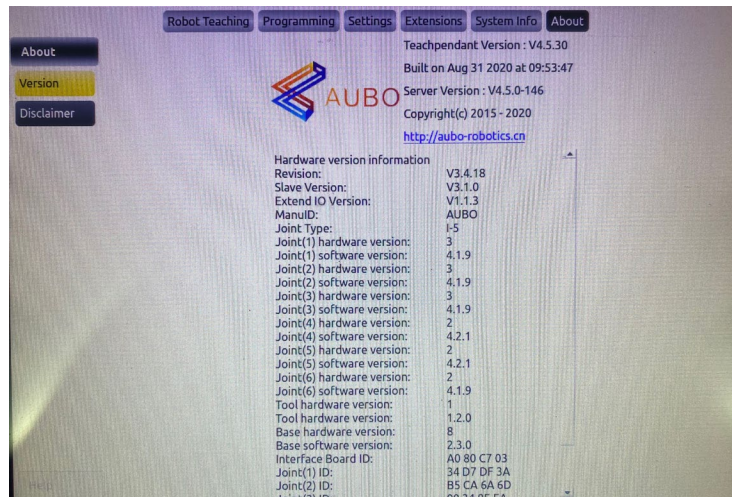 Robot Teaching Programming Settings Extensions System Info About
About
Version
Disclaimer
AUBO
Teachpendant Version : V4.5.30
Built on Aug 31 2020 at 09:53:47
Server Version : V4.5.0-146
Copyright(c) 2015 - 2020
http://aubo-robotics.cn
Hardware version information
Revision: V3.4.18
Slave Version: V3.1.0
Extend IO Version: V1.1.3
ManuID: AUBO
Joint Type: I-5
Joint(1) hardware version: 3
Joint(1) software version: 4.1.9
Joint(2) hardware version: 3
Joint(2) software version: 4.1.9
Joint(3) hardware version: 3
Joint(3) software version: 4.1.9
Joint(4) hardware version: 2
Joint(4) software version: 4.2.1
Joint(5) hardware version: 2
Joint(5) software version: 4.2.1
Joint(6) hardware version: 2
Joint(6) software version: 4.1.9
Tool hardware version: 1
Tool hardware version: 1.2.0
Base hardware version: 8
Base software version: 2.3.0
Interface Board ID: A0 80 C7 03
Joint(1) ID: 34 D7 DF 3A
Joint(2) ID: B5 CA 6A 6D
Help